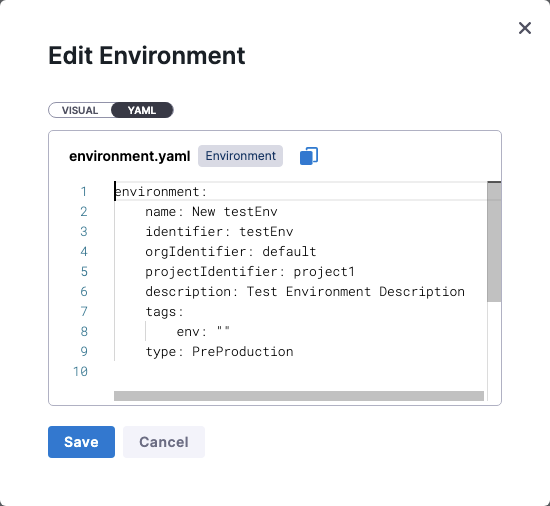 Edit Environment
VISUAL YAML
environment.yaml Environment
1 environment:
2 name: New testEnv
3 identifier: testEnv
4 orgIdentifier: default
5 projectIdentifier: project1
6 description: Test Environment Description
7 tags:
8 env: ""
9 type: PreProduction
10
Save Cancel